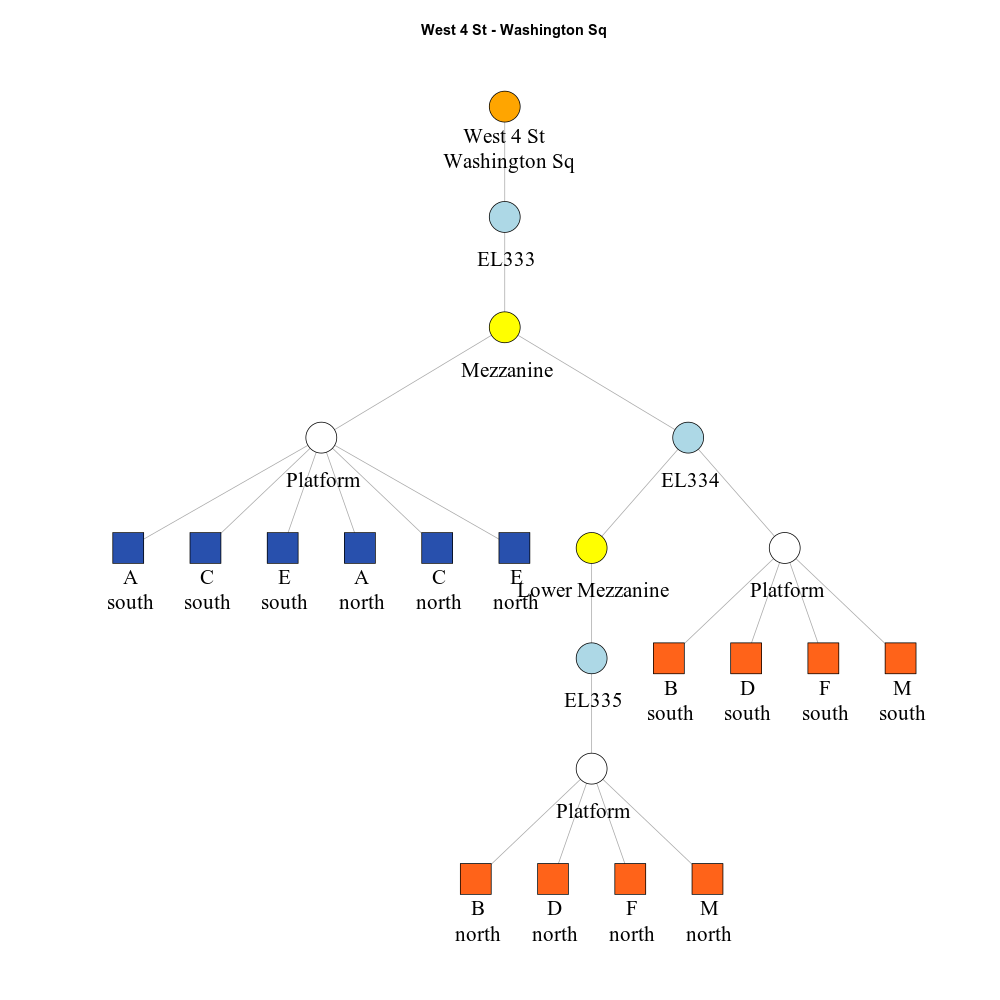 West 4 St - Washington Sq
West 4 St
Washington Sq
EL333
Mezzanine
Platform
EL334
A
south
C
south
E
south
A
north
C
north
E
north
Lower Mezzanine
Platform
EL335
B
south
D
south
F
south
M
south
Platform
B
north
D
north
F
north
M
north